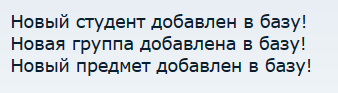 Новый студент добавлен в базу!
Новая группа добавлена в базу!
Новый предмет добавлен в базу!